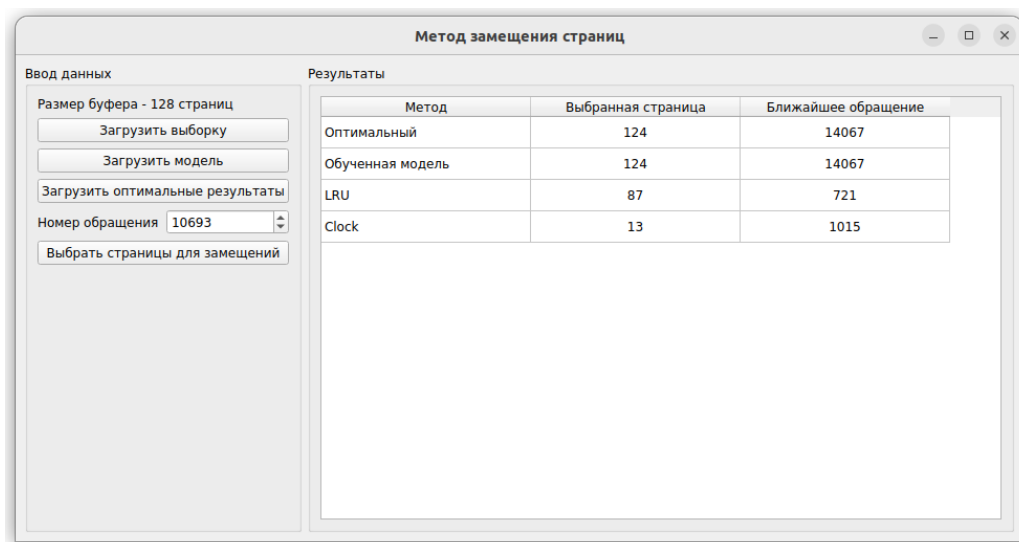 Метод замещения страниц
Ввод данных
Размер буфера - 128 страниц
Загрузить выборку
Загрузить модель
Загрузить оптимальные результаты
Номер обращения 10693
Выбрать страницы для замещений
Результаты
Метод Выбранная страница Ближайшее обращение
Оптимальный 124 14067
Обученная модель 124 14067
LRU 87 721
Clock 13 1015